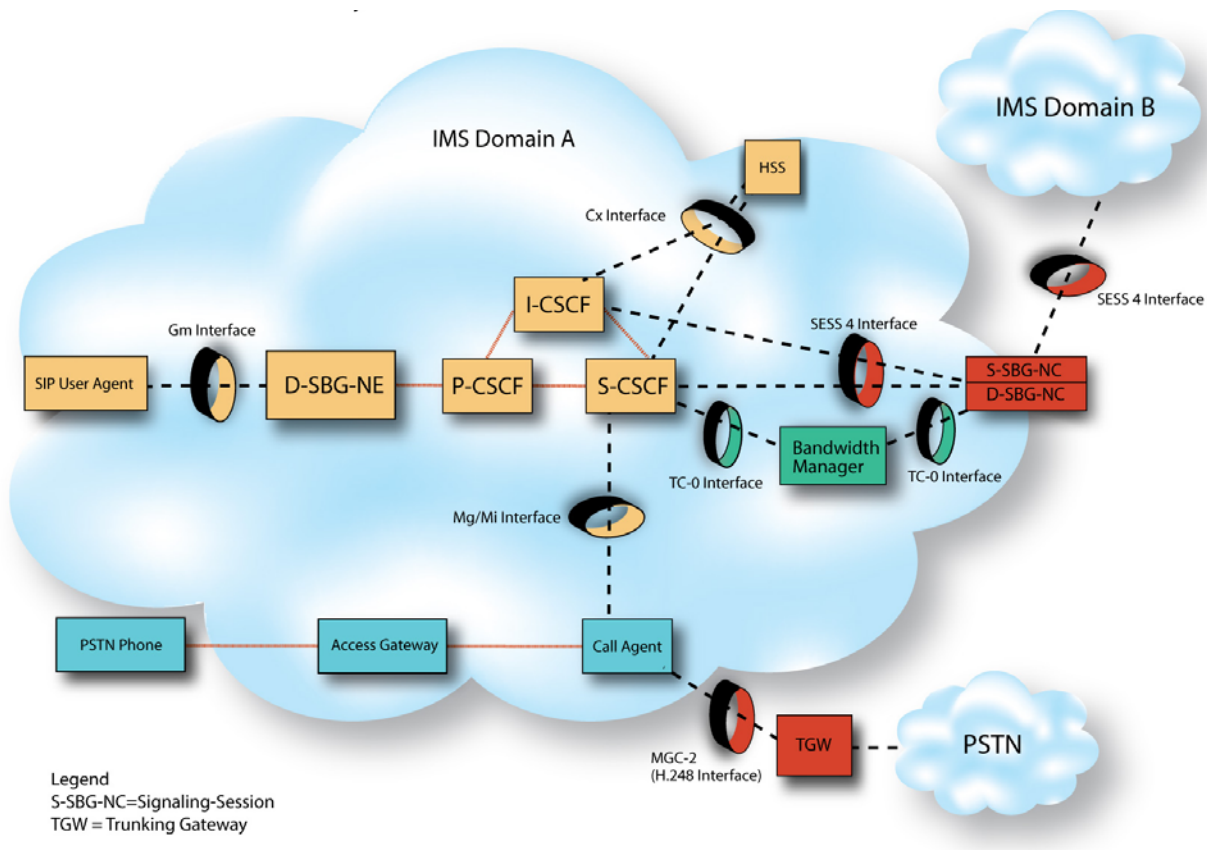 IMS Domain A
IMS Domain B
HSS
Cx Interface
I-CSCF
SESS 4 Interface
Gm Interface
SESS 4 Interface
SIP User Agent
D-SBG-NE
P-CSCF
S-CSCF
S-SBG-NC
D-SBG-NC
Bandwidth
Manager
TC-0 Interface
TC-0 Interface
Mg/Mi Interface
PSTN Phone
Access Gateway
Call Agent
MGC-2
(H.248 Interface)
TGW
PSTN
Legend
S-SBG-NC=Signaling-Session
TGW = Trunking Gateway